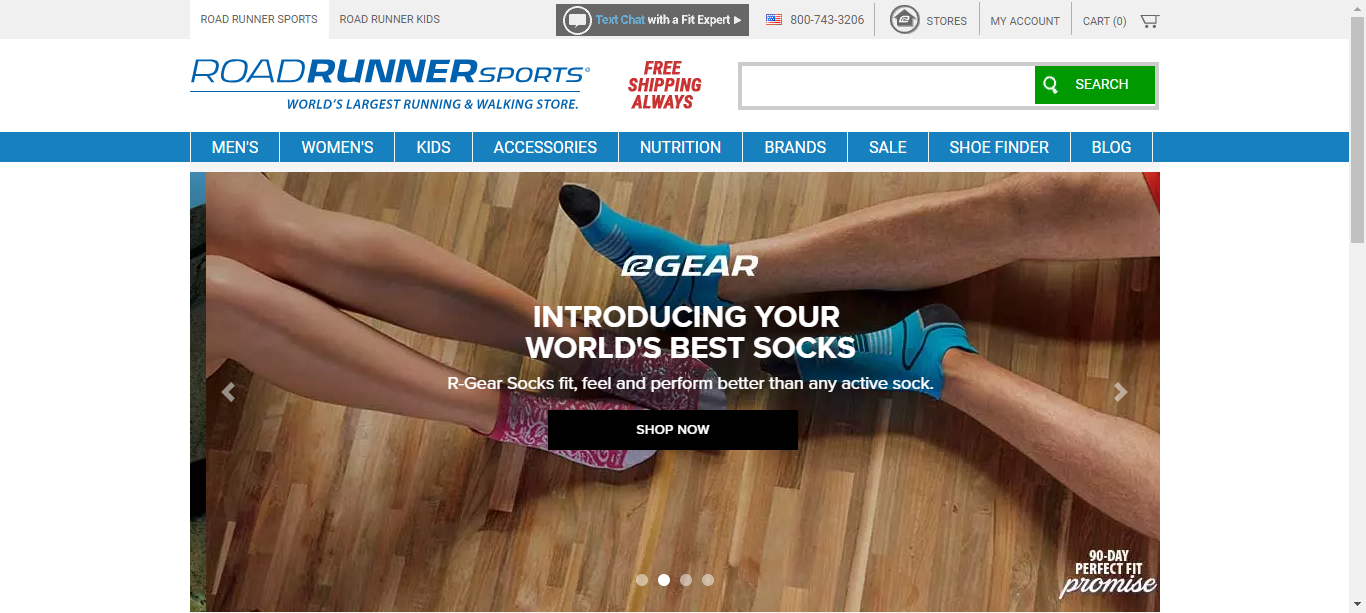 ROAD RUNNER SPORTS
ROAD RUNNER KIDS
Text Chat with a Fit Expert
800-743-3206
STORES
MY ACCOUNT
CART (0)
ROADRUNNERSPORTS®
WORLD'S LARGEST RUNNING & WALKING STORE.
FREE
SHIPPING
ALWAYS
SEARCH
MEN'S
WOMEN'S
KIDS
ACCESSORIES
NUTRITION
BRANDS
SALE
SHOE FINDER
BLOG
RGEAR
INTRODUCING YOUR
WORLD'S BEST SOCKS
R-Gear Socks fit, feel and perform better than any active sock.
SHOP NOW
90-DAY
PERFECT FIT
promise